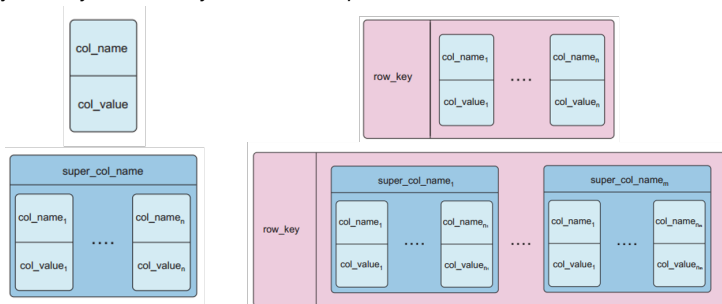 col_name
col_value
row_key
col_name₁
....
col_nameₙ
col_value₁
col_valueₙ
super_col_name
col_name₁
....
col_nameₙ
col_value₁
col_valueₙ
row_key
super_col_name₁
super_col_nameₘ
col_name₁
....
col_nameₙ₁
....
col_name₁
....
col_nameₙₘ
col_value₁
col_valueₙ₁
col_value₁
col_valueₙₘ